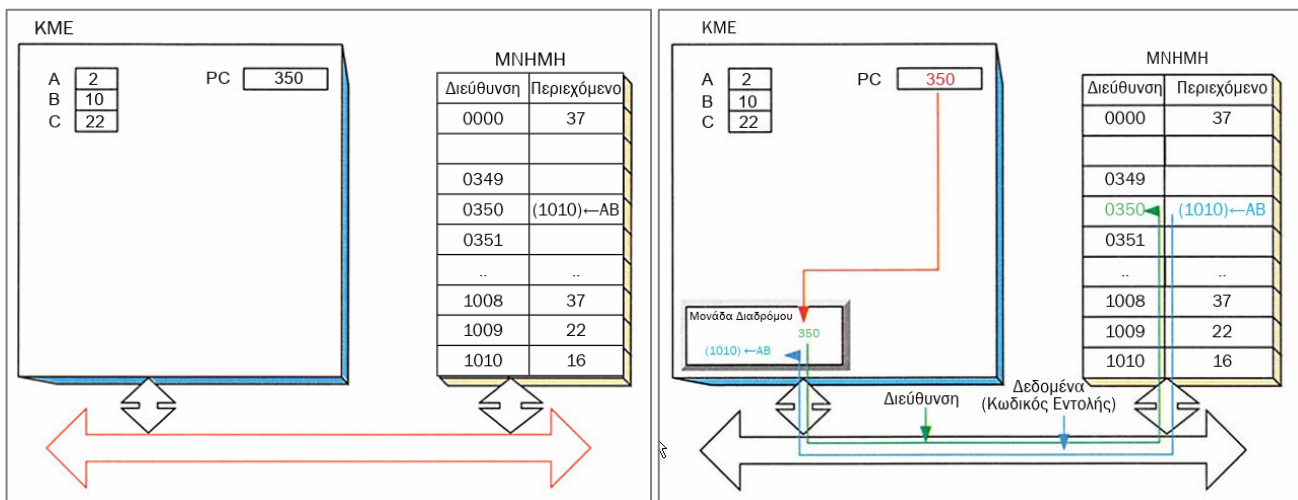 ΚΜΕ
A 2
B 10
C 22
PC 350
ΜΝΗΜΗ
Διεύθυνση Περιεχόμενο
0000 37
0349
0350 (1010)←AB
0351
.. ..
1008 37
1009 22
1010 16
ΚΜΕ
A 2
B 10
C 22
PC 350
ΜΝΗΜΗ
Διεύθυνση Περιεχόμενο
0000 37
0349
0350 (1010)←AB
0351
.. ..
1008 37
1009 22
1010 16
Μονάδα Διαδρόμου
350
(1010) ←AB
Διεύθυνση
Δεδομένα
(Κωδικός Εντολής)